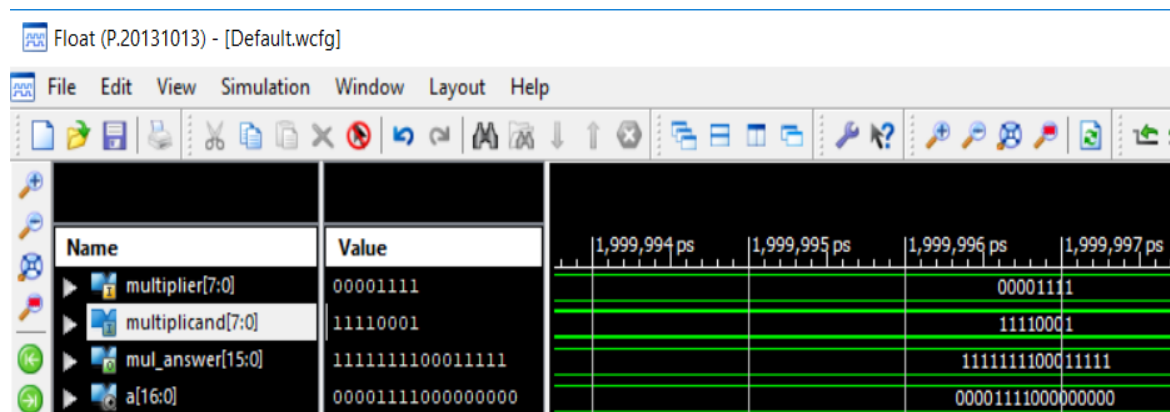 Float (P.20131013) - [Default.wcfg]
File Edit View Simulation Window Layout Help
Name Value 1,999,994 ps 1,999,995 ps 1,999,996 ps 1,999,997 ps
multiplier[7:0] 00001111 00001111
multiplicand[7:0] 11110001 11110001
mul_answer[15:0] 1111111100011111 1111111100011111
a[16:0] 00001111000000000 00001111000000000